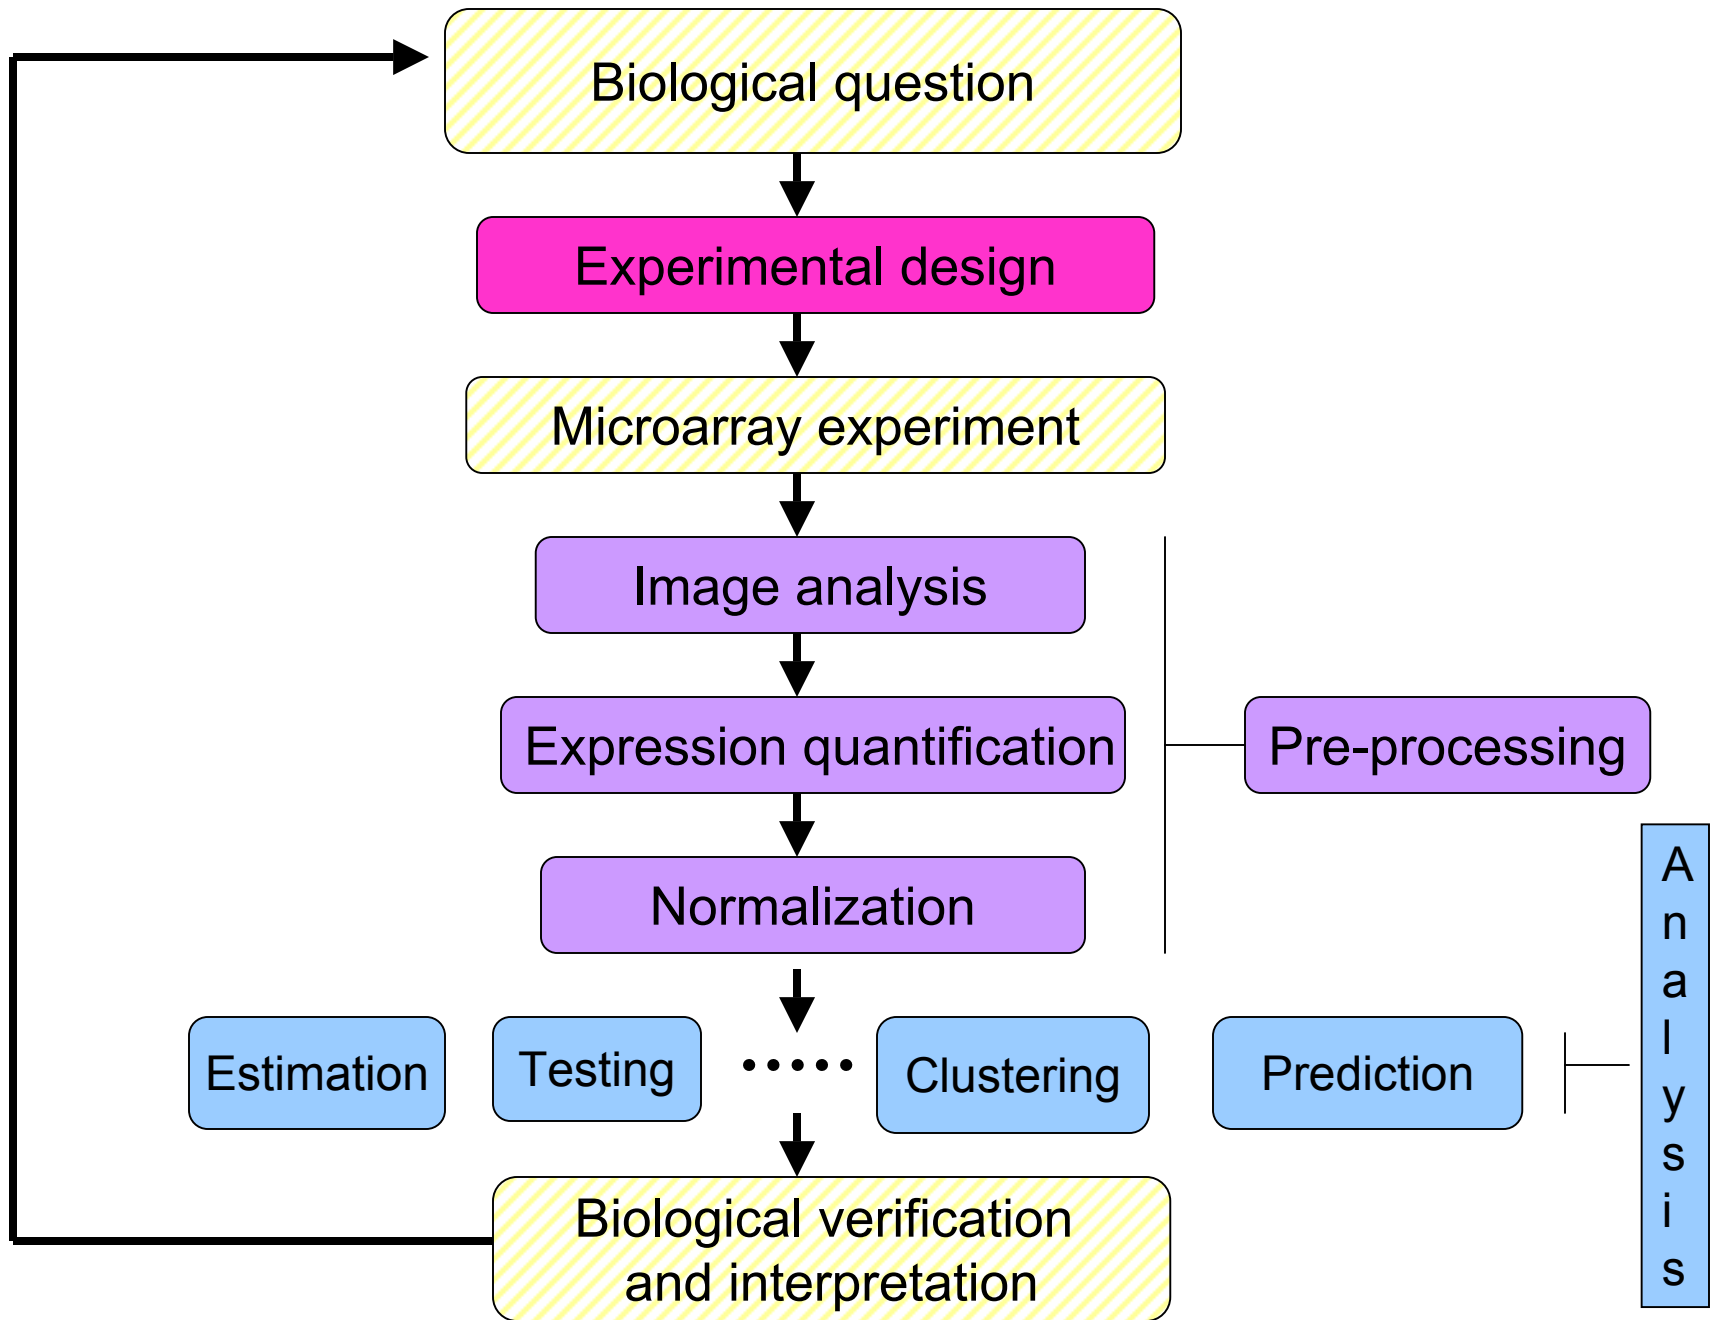 Biological question
Experimental design
Microarray experiment
Image analysis
Expression quantification
Pre-processing
Normalization
Analysis
Estimation
Testing
.....
Clustering
Prediction
Biological verification
and interpretation